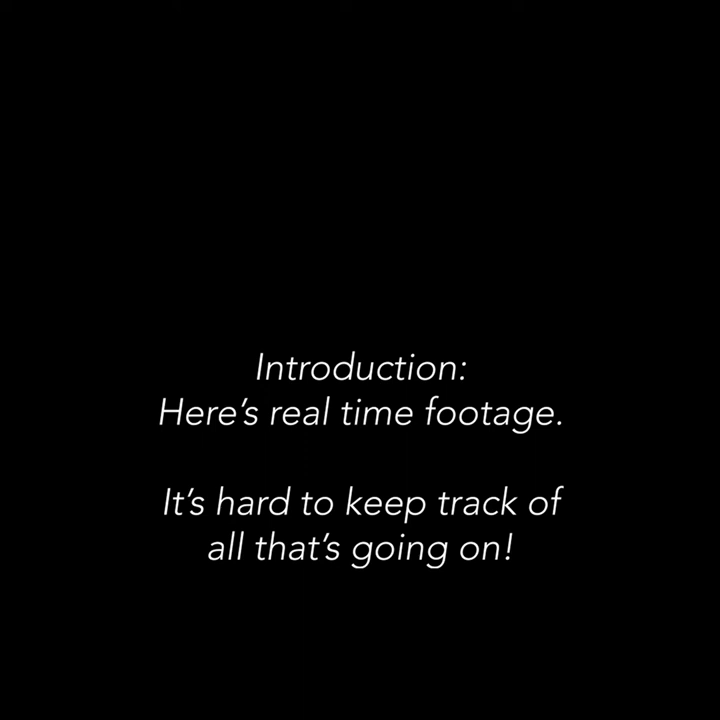 Introduction:
Here’s real time footage.
It’s hard to keep track of
all that’s going on!